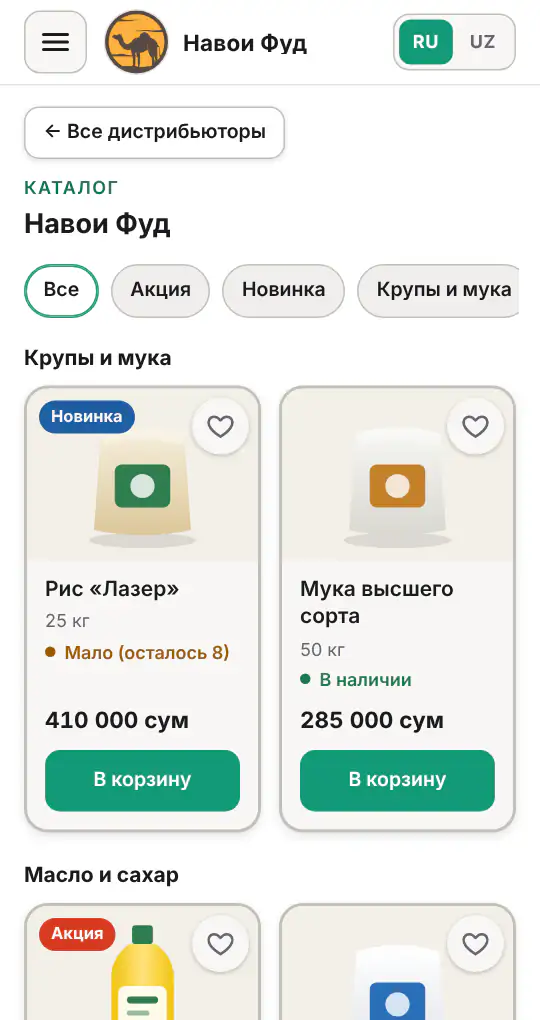 Навои Фуд
RU UZ
← Все дистрибьюторы
КАТАЛОГ
Навои Фуд
Все Акция Новинка Крупы и мука
Крупы и мука
Новинка
Рис «Лазер»
25 кг
Мало (осталось 8)
410 000 сум
В корзину
Мука высшего
сорта
50 кг
В наличии
285 000 сум
В корзину
Масло и сахар
Акция